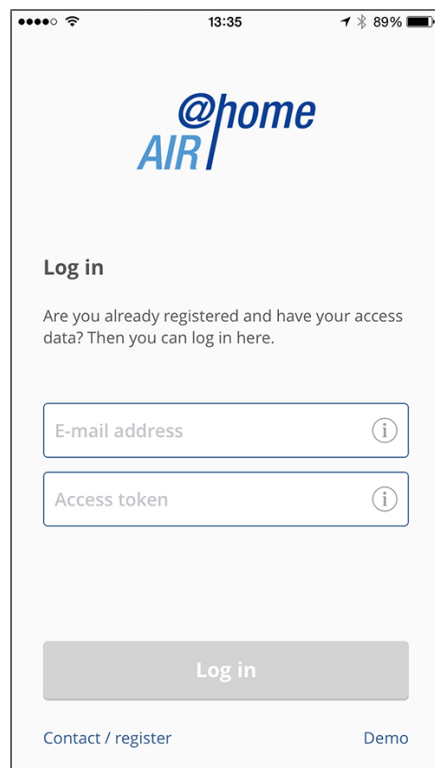 13:35
89%
@home
AIR
Log in
Are you already registered and have your access
data? Then you can log in here.
E-mail address
i
Access token
i
Log in
Contact / register
Demo